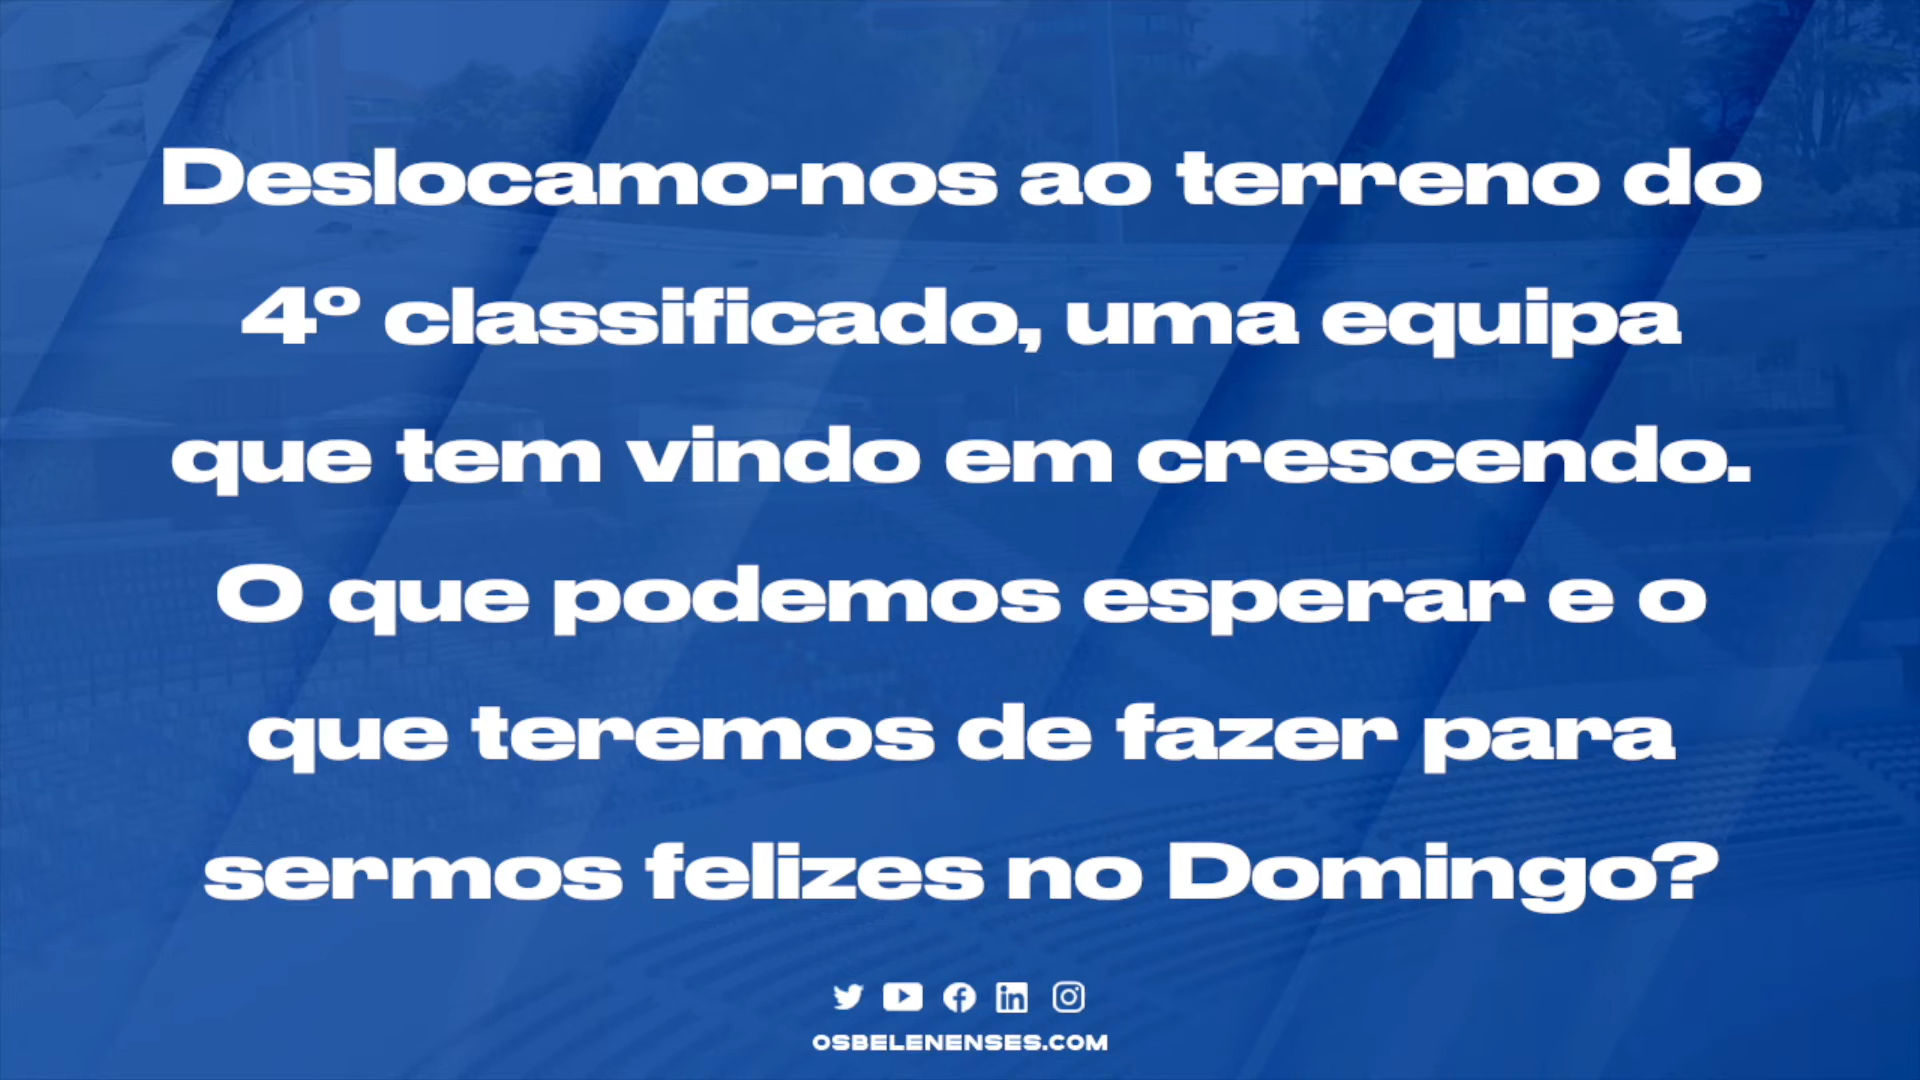 Deslocamo-nos ao terreno do
4º classificado, uma equipa
que tem vindo em crescendo.
O que podemos esperar e o
que teremos de fazer para
sermos felizes no Domingo?
OSBELENENSES.COM